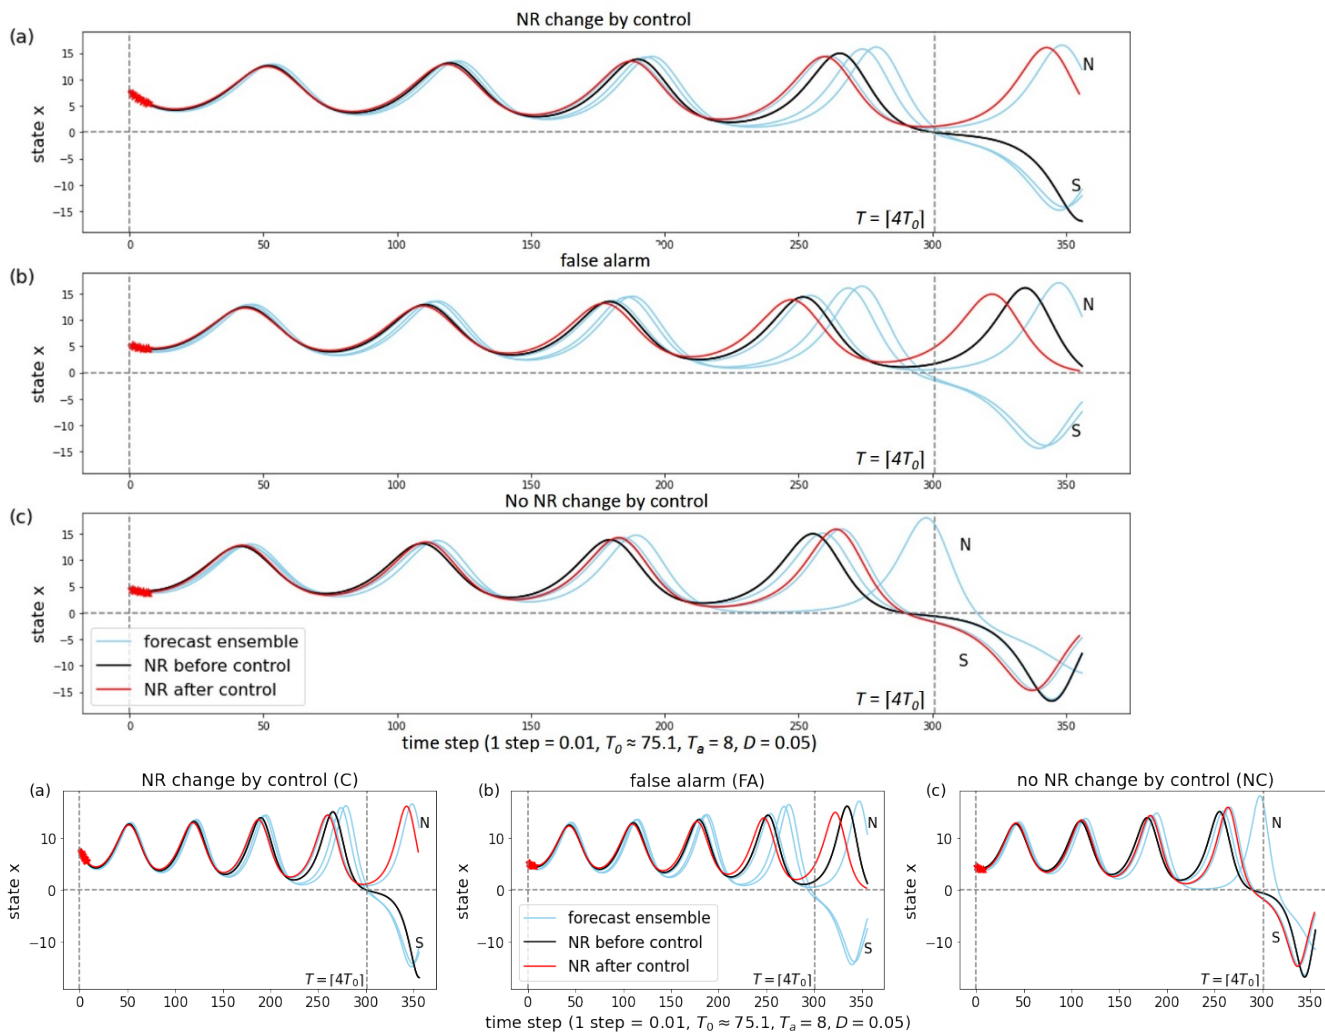 NR change by control
(a)
15
10
5
0
−5
−10
−15
state x
N
S
T = ⌈4T₀⌉
0 50 100 150 200 250 300 350
false alarm
(b)
15
10
5
0
−5
−10
−15
state x
N
S
T = ⌈4T₀⌉
0 50 100 150 200 250 300 350
No NR change by control
(c)
15
10
5
0
−5
−10
−15
state x
N
S
forecast ensemble
NR before control
NR after control
T = ⌈4T₀⌉
0 50 100 150 200 250 300 350
time step (1 step = 0.01, T₀ ≈ 75.1, Tₐ = 8, D = 0.05)
(a) NR change by control (C)
10
0
−10
state x
N
S
T = ⌈4T₀⌉
0 50 100 150 200 250 300 350
(b) false alarm (FA)
10
0
−10
state x
N
S
forecast ensemble
NR before control
NR after control
T = ⌈4T₀⌉
0 50 100 150 200 250 300 350
(c) no NR change by control (NC)
10
0
−10
state x
N
S
T = ⌈4T₀⌉
0 50 100 150 200 250 300 350
time step (1 step = 0.01, T₀ ≈ 75.1, Tₐ = 8, D = 0.05)